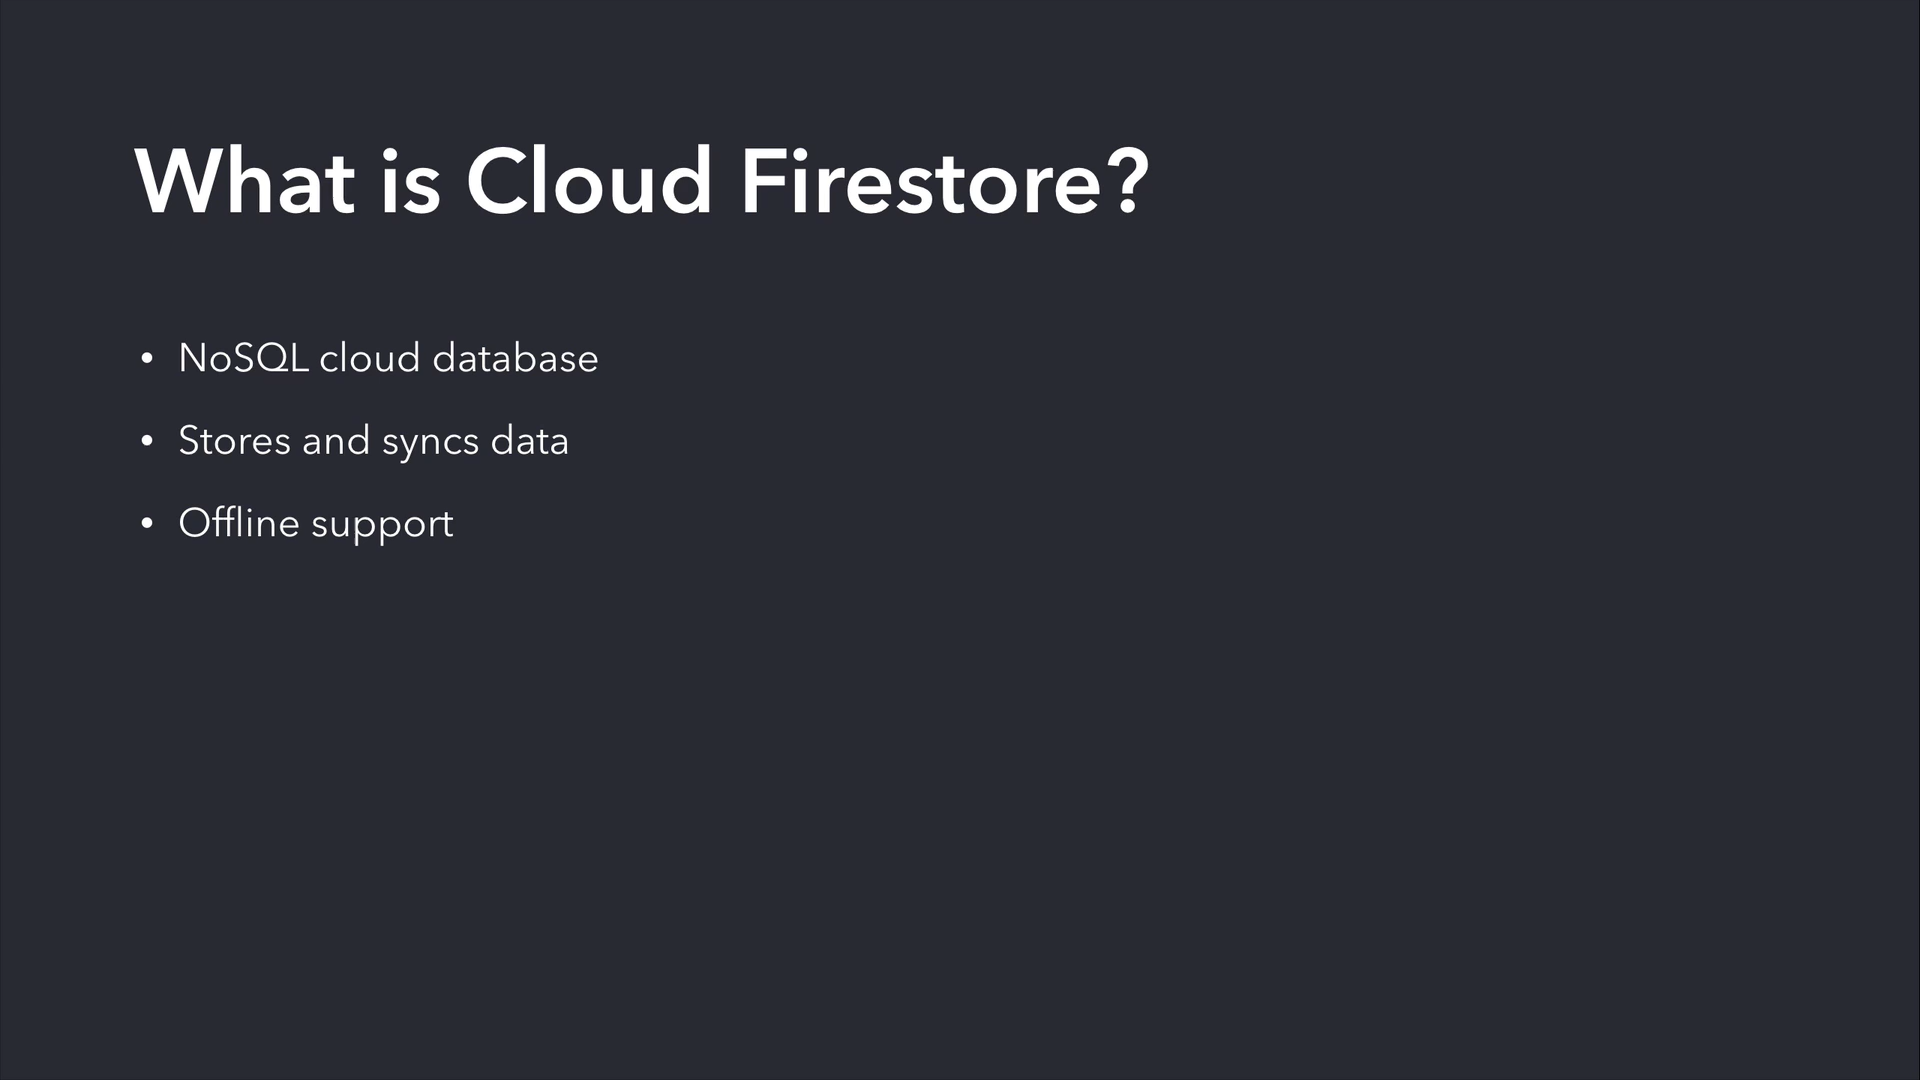 What is Cloud Firestore?
• NoSQL cloud database
• Stores and syncs data
• Offline support